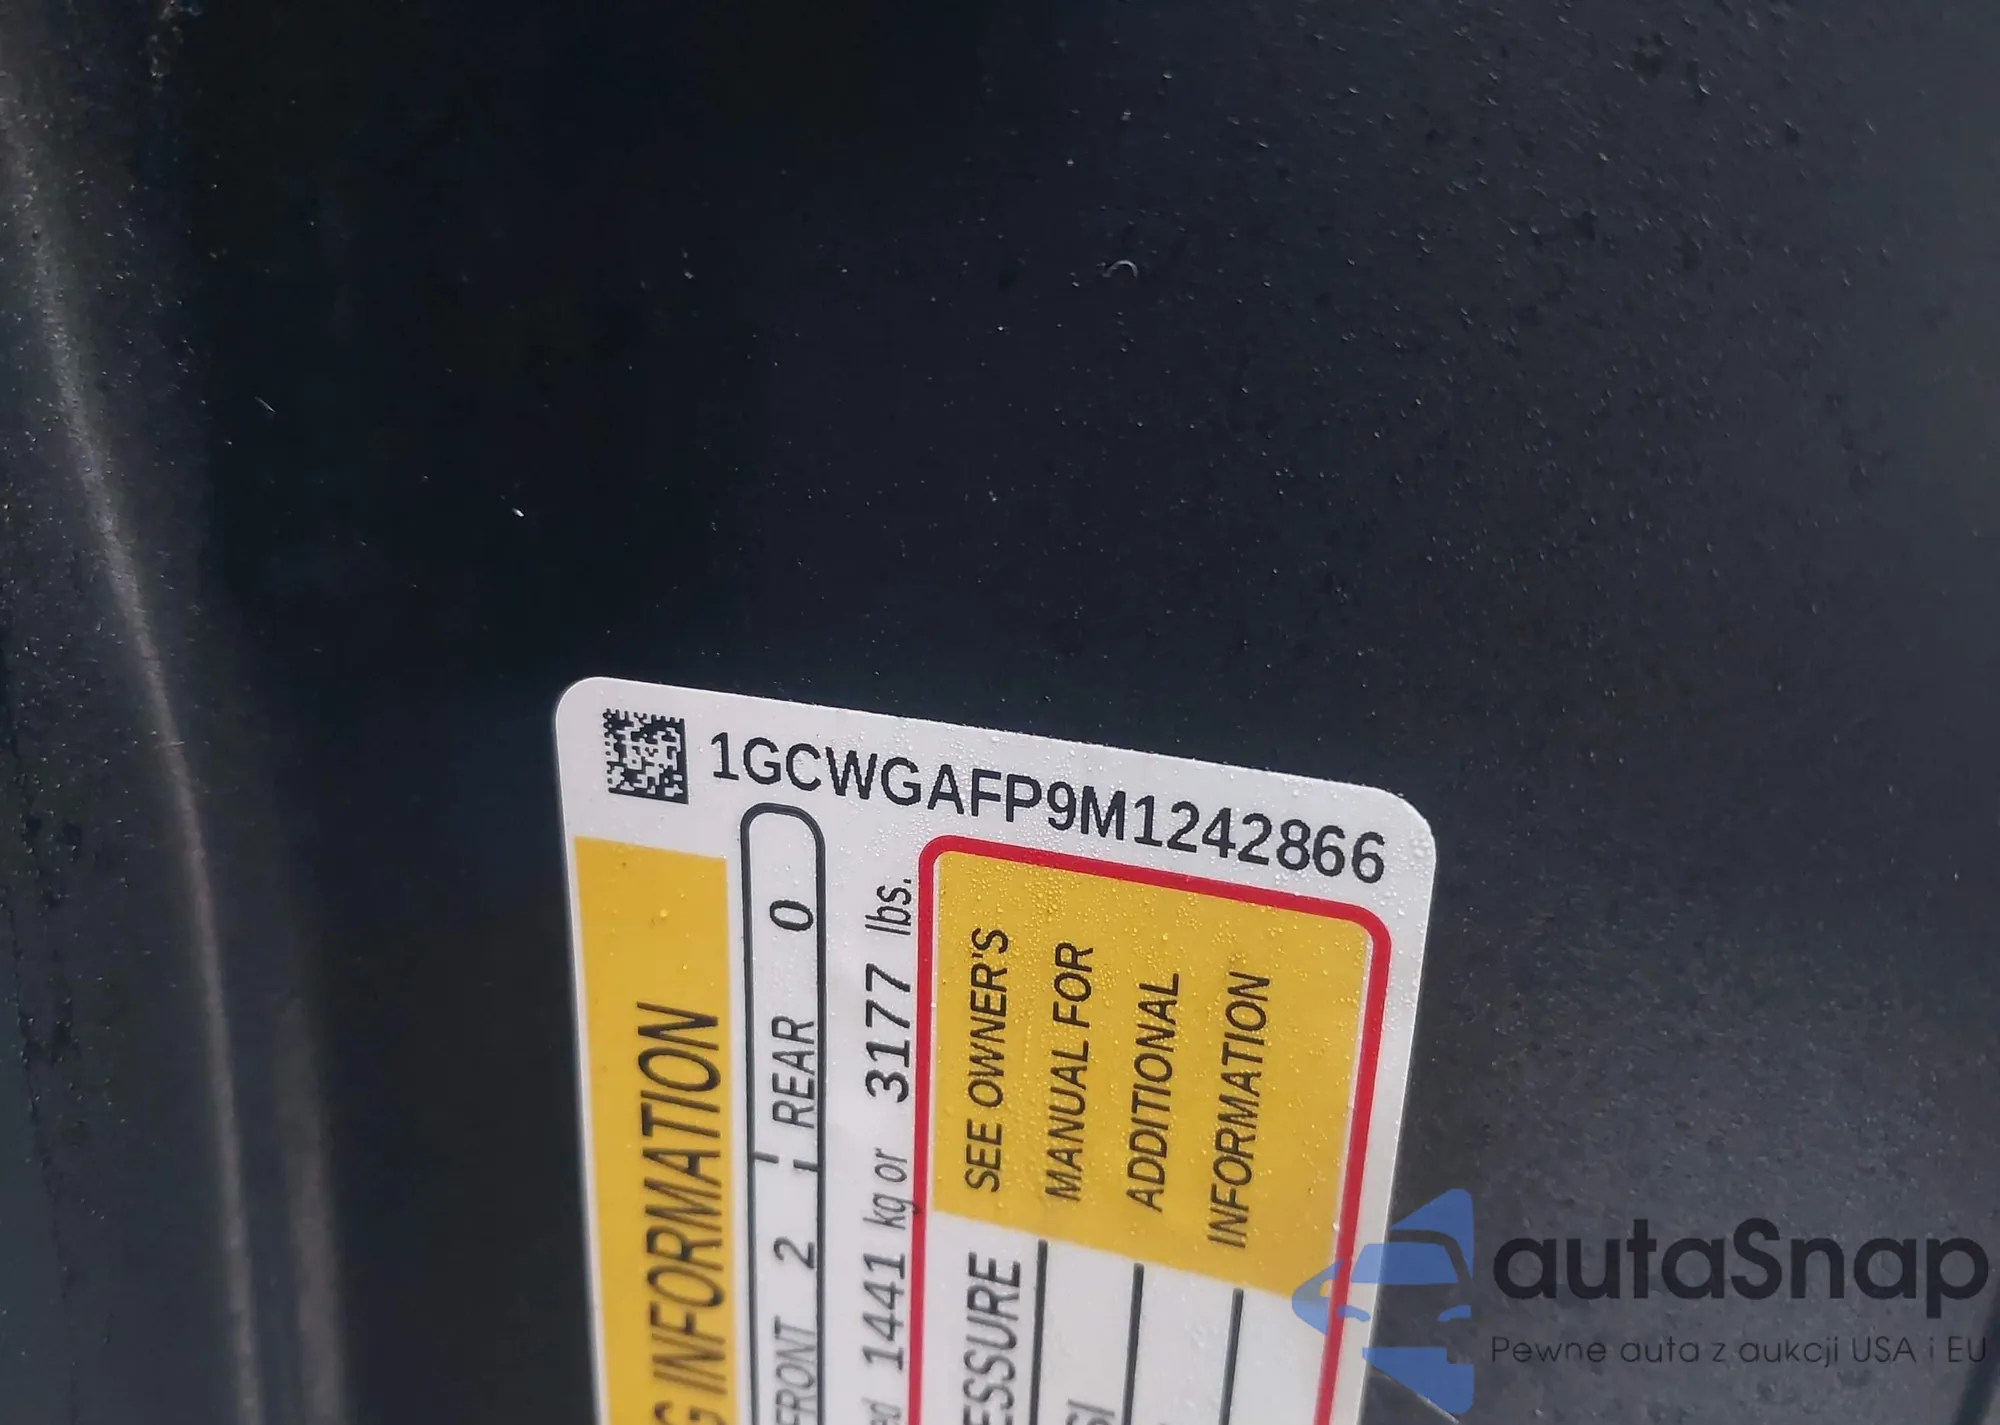 1GCWGAFP9M1242866
G INFORMATION
FRONT 2 REAR 0
1441 kg or 3177 lbs.
SEE OWNER'S
MANUAL FOR
ADDITIONAL
INFORMATION
ESSURE
autaSnap
Pewne auta z aukcji USA i EU